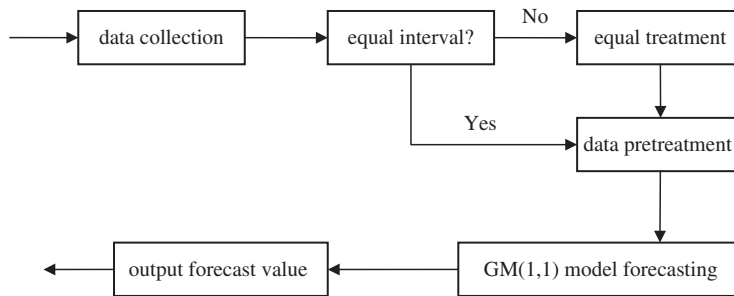 data collection
equal interval?
No
equal treatment
Yes
data pretreatment
output forecast value
GM(1,1) model forecasting